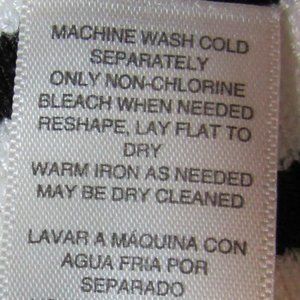 MACHINE WASH COLD
SEPARATELY
ONLY NON-CHLORINE
BLEACH WHEN NEEDED
RESHAPE, LAY FLAT TO
DRY
WARM IRON AS NEEDED
MAY BE DRY CLEANED
LAVAR A MÁQUINA CON
AGUA FRIA POR
SEPARADO